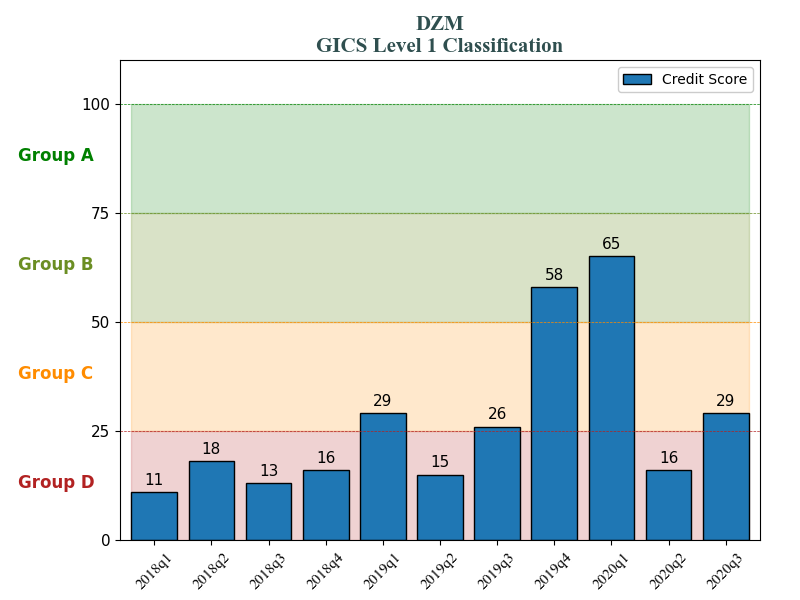 DZM
GICS Level 1 Classification
Credit Score
100
Group A
75
Group B
50
Group C
25
Group D
0
65
58
29
29
26
18
16
16
15
13
11
2018q1
2018q2
2018q3
2018q4
2019q1
2019q2
2019q3
2019q4
2020q1
2020q2
2020q3